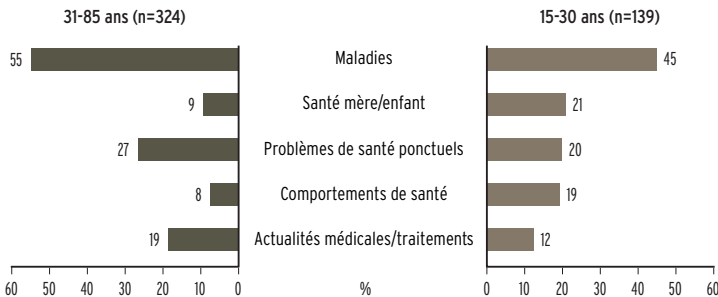 31-85 ans (n=324) 15-30 ans (n=139)
55 Maladies 45
9 Santé mère/enfant 21
27 Problèmes de santé ponctuels 20
8 Comportements de santé 19
19 Actualités médicales/traitements 12
60 50 40 30 20 10 0 % 0 10 20 30 40 50 60